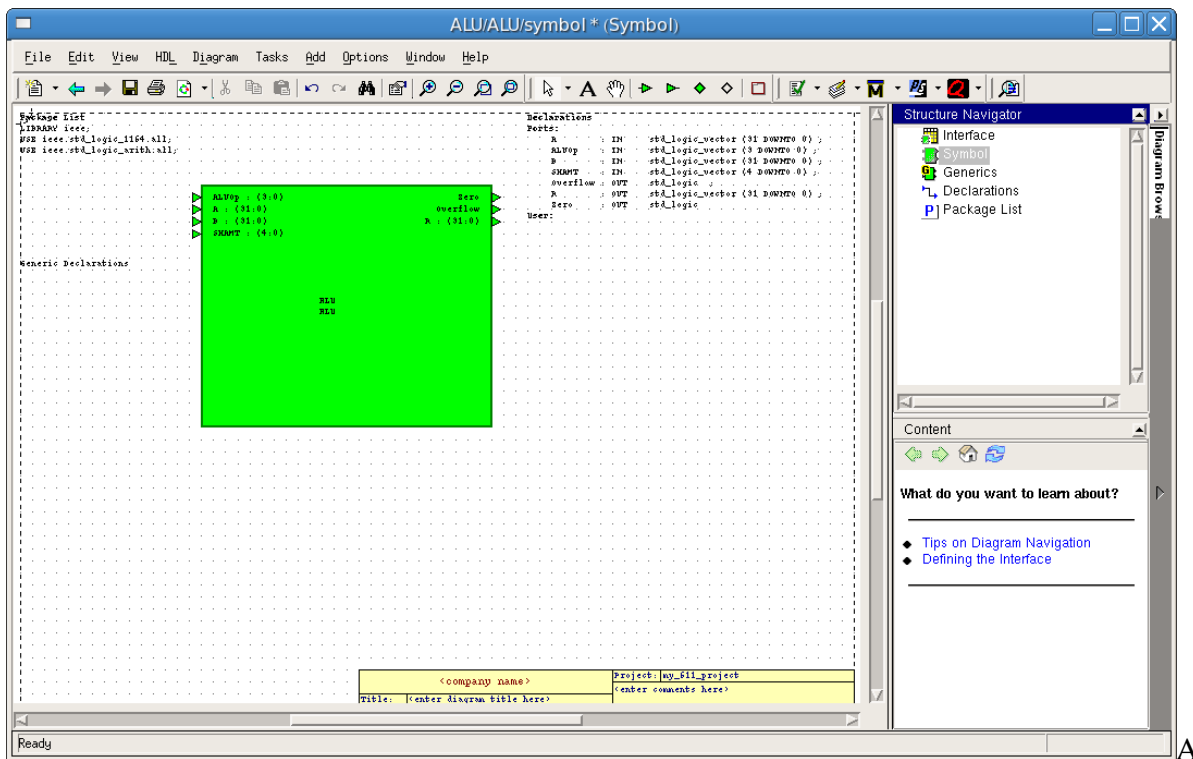 ALU/ALU/symbol * (Symbol)
File Edit View HDL Diagram Tasks Add Options Window Help
Package List
LIBRARY ieee;
USE ieee.std_logic_1164.all;
USE ieee.std_logic_arith.all;
Generic Declarations
ALUOp : (3:0)
A : (31:0)
B : (31:0)
SHAMT : (4:0)
Zero
Overflow
R : (31:0)
ALU
ALU
Declarations
Ports:
A : IN std_logic_vector (31 DOWNTO 0) ;
ALUOp : IN std_logic_vector (3 DOWNTO 0) ;
B : IN std_logic_vector (31 DOWNTO 0) ;
SHAMT : IN std_logic_vector (4 DOWNTO 0) ;
Overflow : OUT std_logic ;
R : OUT std_logic_vector (31 DOWNTO 0) ;
Zero : OUT std_logic
User:
<company name>
Title: <enter diagram title here>
Project: my_611_project
<enter comments here>
Structure Navigator
Interface
Symbol
Generics
Declarations
Package List
Diagram Brows
Content
What do you want to learn about?
Tips on Diagram Navigation
Defining the Interface
Ready
A